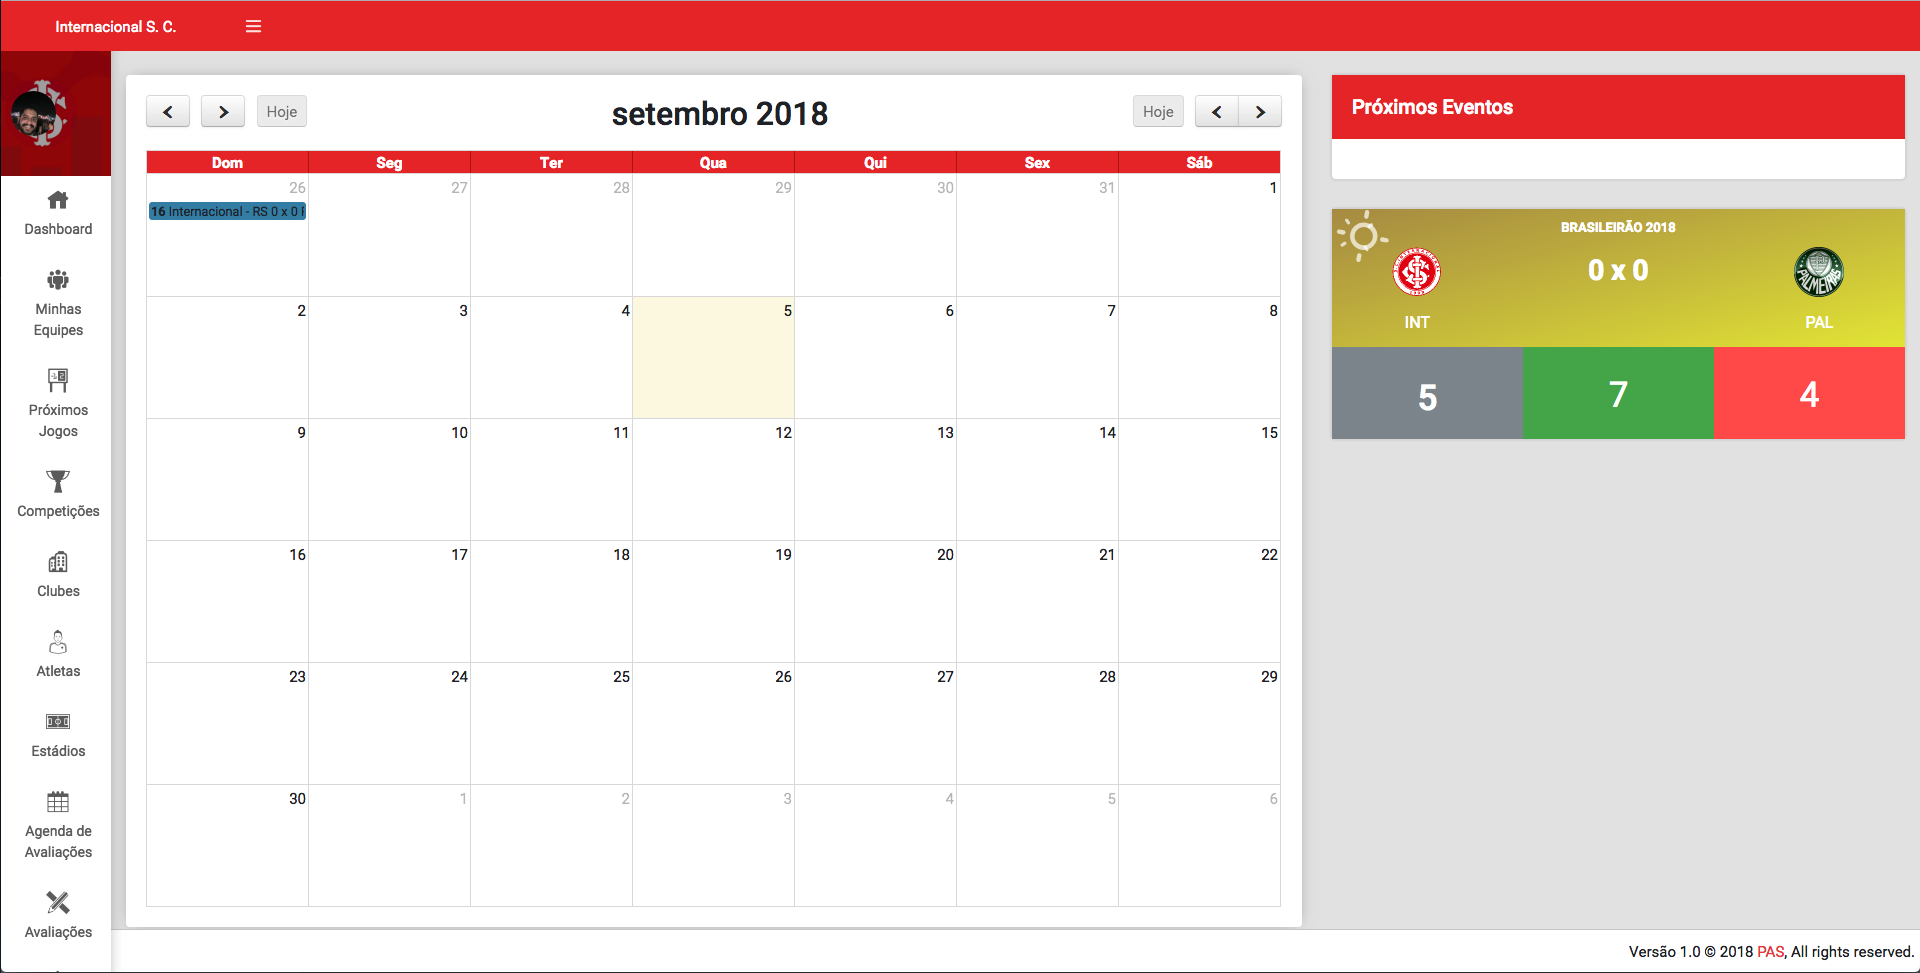 Internacional S. C.
Dashboard
Minhas
Equipes
Próximos
Jogos
Competições
Clubes
Atletas
Estádios
Agenda de
Avaliações
Avaliações
Hoje
setembro 2018
Hoje
Dom Seg Ter Qua Qui Sex Sáb
26 27 28 29 30 31 1
16 Internacional - RS 0 x 0
2 3 4 5 6 7 8
9 10 11 12 13 14 15
16 17 18 19 20 21 22
23 24 25 26 27 28 29
30 1 2 3 4 5 6
Próximos Eventos
BRASILEIRÃO 2018
0 x 0
PALMEIRAS
INT PAL
5 7 4
Versão 1.0 © 2018 PAS, All rights reserved.